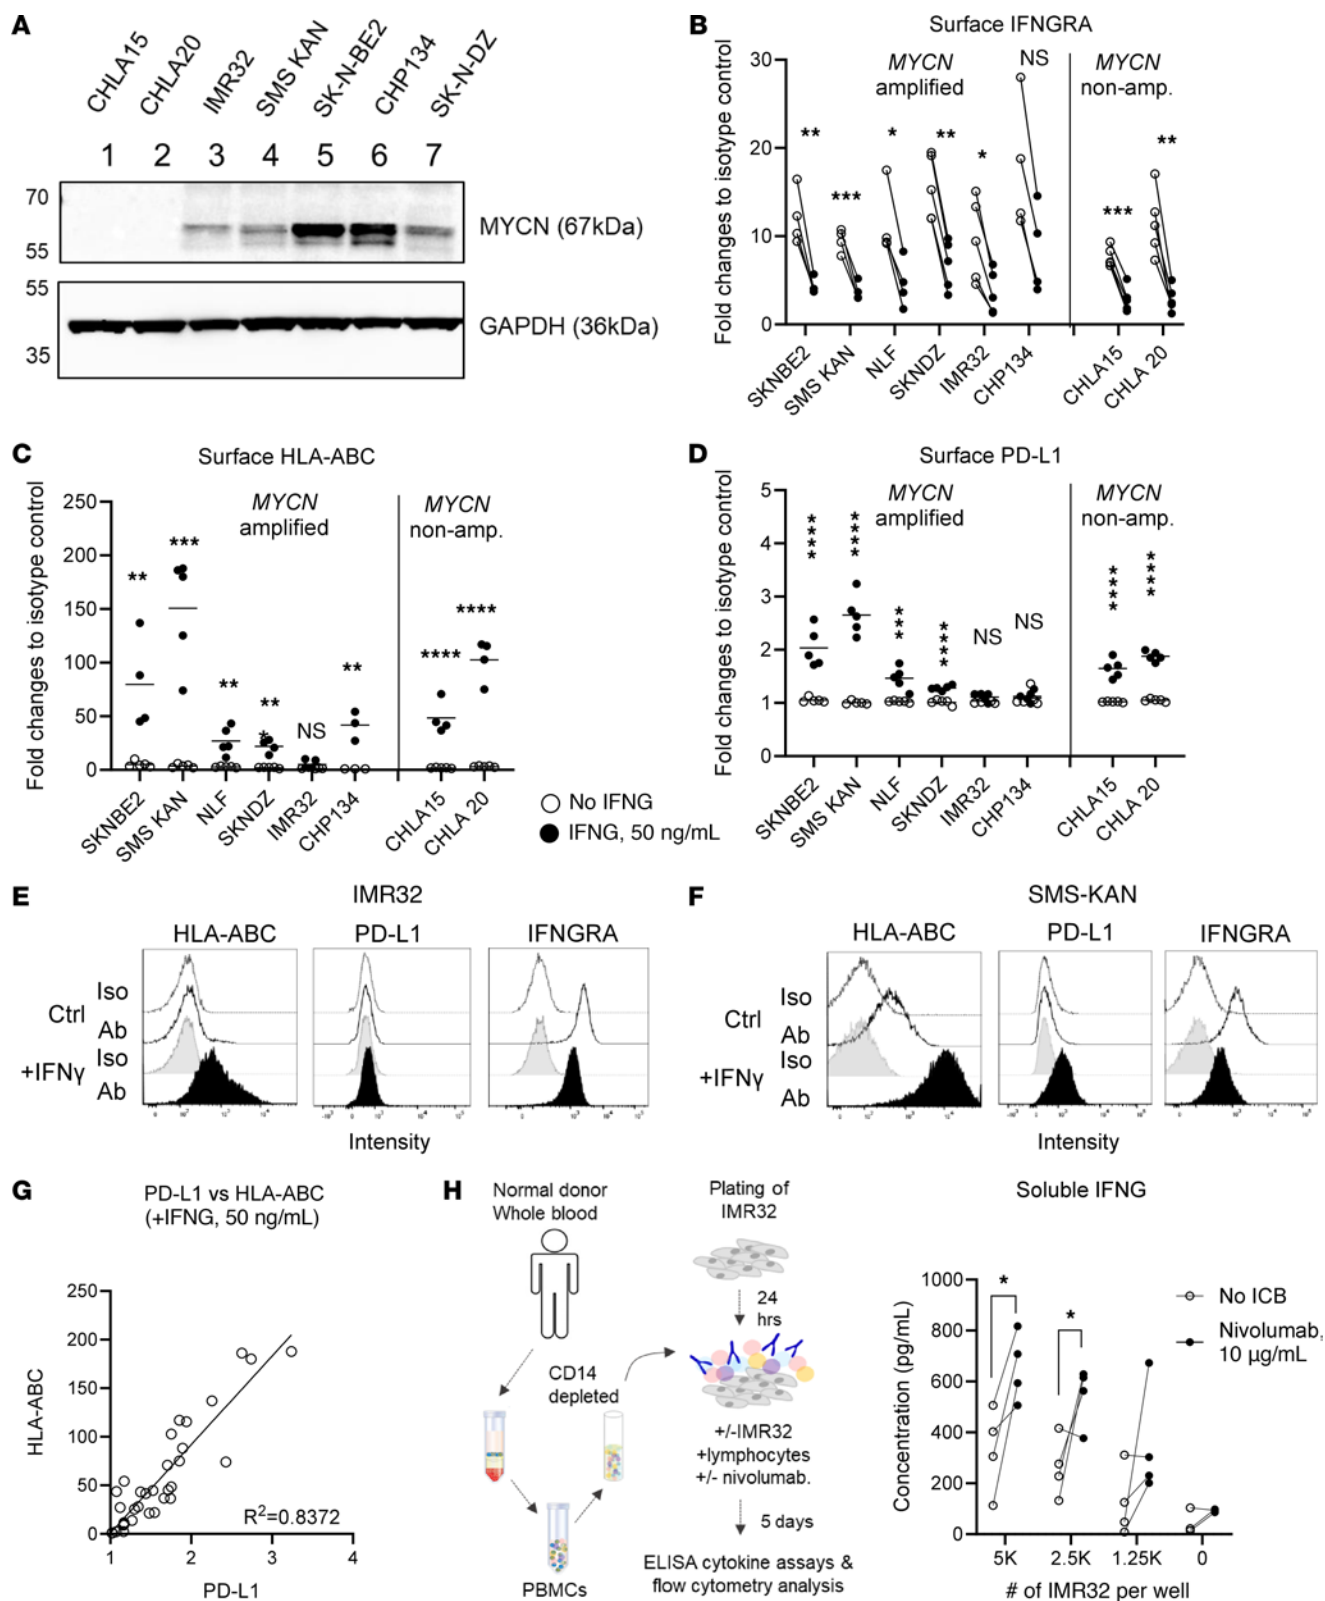 A
CHLA15
CHLA20
IMR32
SMS KAN
SK-N-BE2
CHP134
SK-N-DZ
1 2 3 4 5 6 7
70
55
MYCN (67kDa)
55
35
GAPDH (36kDa)
B
Surface IFNGRA
Fold changes to isotype control
30
20
10
0
MYCN
amplified
MYCN
non-amp.
** *** * ** * NS *** **
SKNBE2
SMS KAN
NLF
SKNDZ
IMR32
CHP134
CHLA15
CHLA 20
C
Surface HLA-ABC
Fold changes to isotype control
250
200
150
100
50
0
MYCN
amplified
MYCN
non-amp.
** *** ** ** * NS ** **** ****
SKNBE2
SMS KAN
NLF
SKNDZ
IMR32
CHP134
CHLA15
CHLA 20
No IFNG
IFNG, 50 ng/mL
D
Surface PD-L1
Fold changes to isotype control
5
4
3
2
1
0
MYCN
amplified
MYCN
non-amp.
**** **** *** **** NS NS **** ****
SKNBE2
SMS KAN
NLF
SKNDZ
IMR32
CHP134
CHLA15
CHLA 20
E
IMR32
HLA-ABC PD-L1 IFNGRA
Ctrl
Iso
Ab
+IFNγ
Iso
Ab
Intensity
F
SMS-KAN
HLA-ABC PD-L1 IFNGRA
Ctrl
Iso
Ab
+IFNγ
Iso
Ab
Intensity
G
PD-L1 vs HLA-ABC
(+IFNG, 50 ng/mL)
HLA-ABC
250
200
150
100
50
0
R2=0.8372
1 2 3 4
PD-L1
H
Normal donor
Whole blood
CD14
depleted
PBMCs
Plating of
IMR32
24
hrs
+/-IMR32
+lymphocytes
+/- nivolumab.
5 days
ELISA cytokine assays &
flow cytometry analysis
Soluble IFNG
Concentration (pg/mL)
1000
800
600
400
200
0
* *
5K 2.5K 1.25K 0
# of IMR32 per well
No ICB
Nivolumab,
10 µg/mL